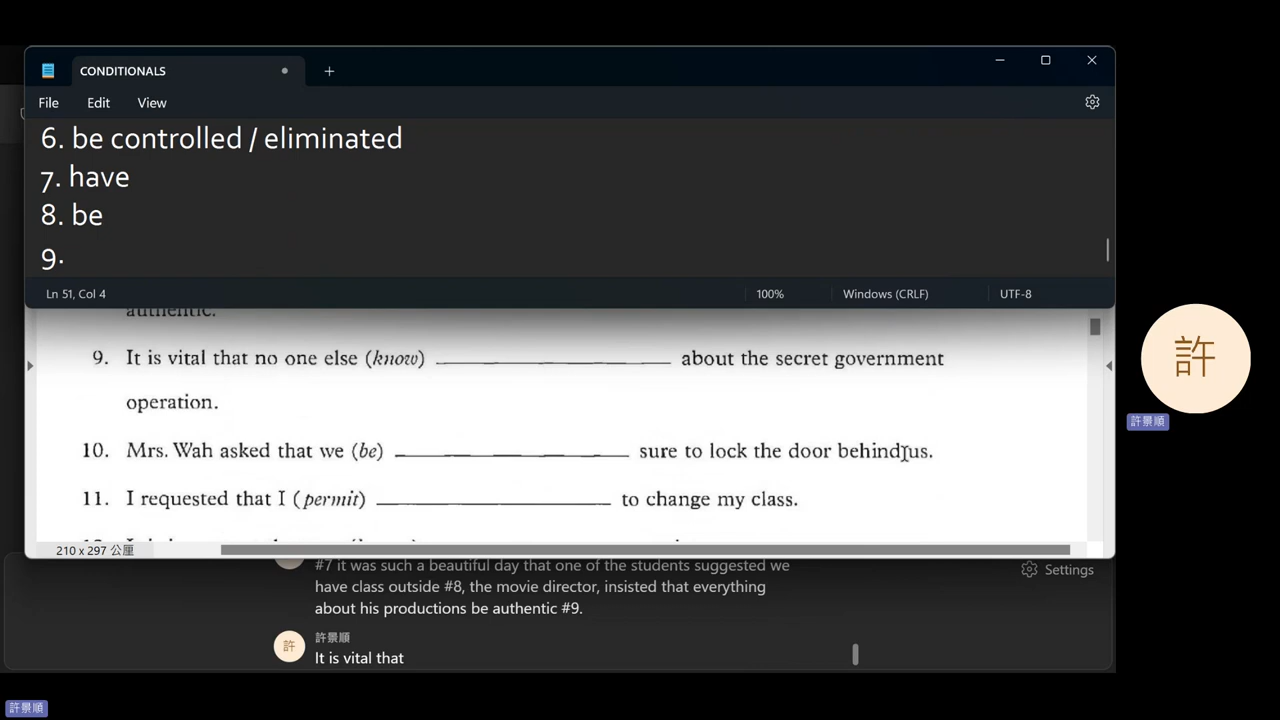 CONDITIONALS
File Edit View
6. be controlled / eliminated
7. have
8. be
9.
Ln 51, Col 4 100% Windows (CRLF) UTF-8
authentic.
9. It is vital that no one else (know) ____ about the secret government
operation.
10. Mrs. Wah asked that we (be) ____ sure to lock the door behind us.
11. I requested that I (permit) ____ to change my class.
210 x 297 公厘
#7 it was such a beautiful day that one of the students suggested we
have class outside #8, the movie director, insisted that everything
about his productions be authentic #9.
許 許景順
It is vital that
Settings
許
許景順
許景順